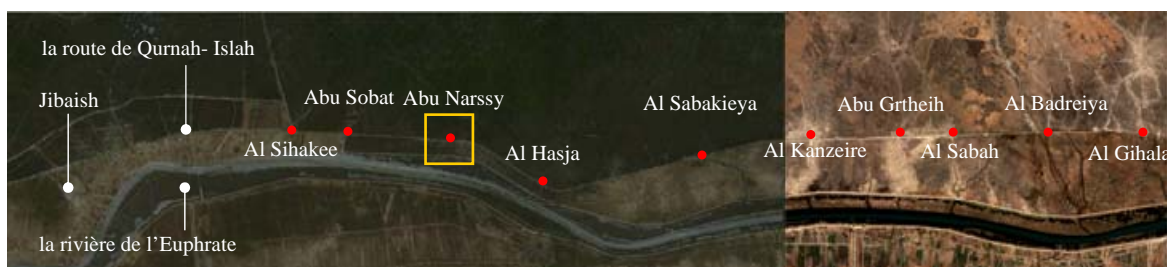 la route de Qurnah- Islah
Jibaish
Abu Sobat
Abu Narssy
Al Sabakieya
Abu Grtheih
Al Badreiya
Al Sihakee
Al Hasja
Al Kanzeire
Al Sabah
Al Gihala
la rivière de l'Euphrate